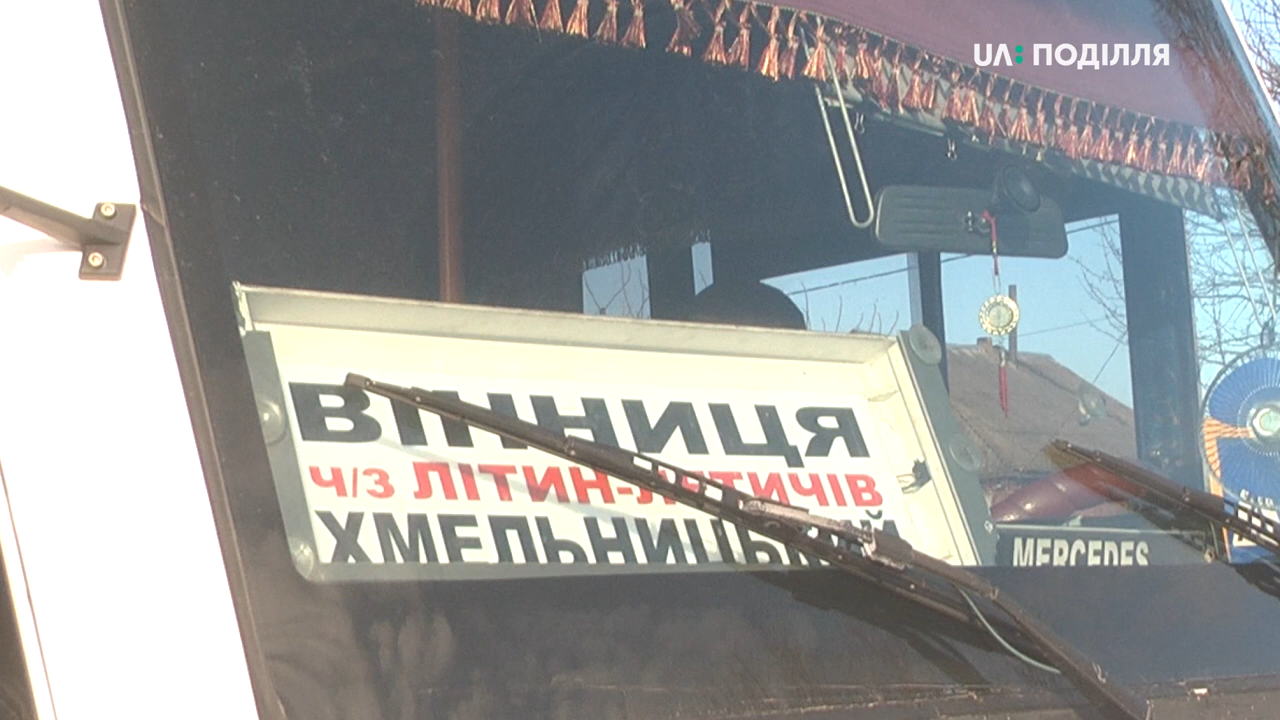 UA: ПОДІЛЛЯ
ВІННИЦЯ
Ч/З ЛІТИН-ЛЕТИЧІВ
ХМЕЛЬНИЦЬКИЙ
MERCEDES